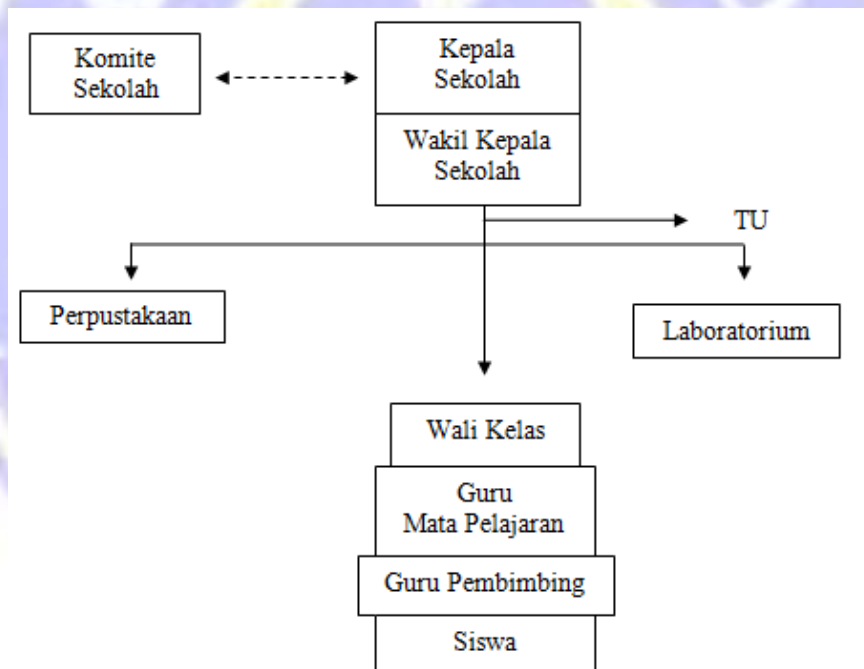 Komite
Sekolah
Kepala
Sekolah
Wakil Kepala
Sekolah
TU
Perpustakaan
Laboratorium
Wali Kelas
Guru
Mata Pelajaran
Guru Pembimbing
Siswa